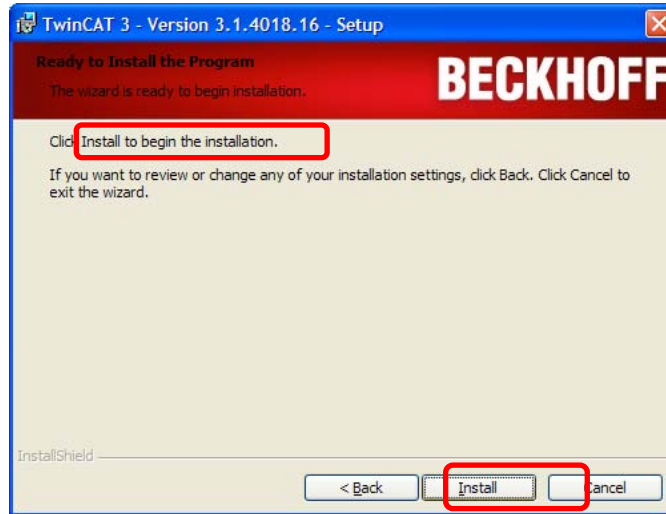 TwinCAT 3 - Version 3.1.4018.16 - Setup
Ready to Install the Program
The wizard is ready to begin installation.
BECKHOFF
Click Install to begin the installation.
If you want to review or change any of your installation settings, click Back. Click Cancel to
exit the wizard.
InstallShield
< Back Install Cancel